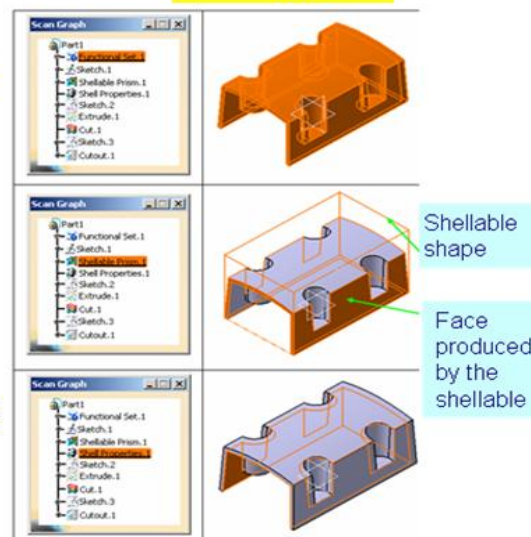 Scan Graph
Part1
Functional Set.1
Sketch.1
Shellable Prism.1
Shell Properties.1
Sketch.2
Extrude.1
Cut.1
Sketch.3
Cutout.1
Scan Graph
Part1
Functional Set.1
Sketch.1
Shellable Prism.1
Shell Properties.1
Sketch.2
Extrude.1
Cut.1
Sketch.3
Cutout.1
Shellable
shape
Face
produced
by the
shellable
Scan Graph
Part1
Functional Set.1
Sketch.1
Shellable Prism.1
Shell Properties.1
Sketch.2
Extrude.1
Cut.1
Sketch.3
Cutout.1